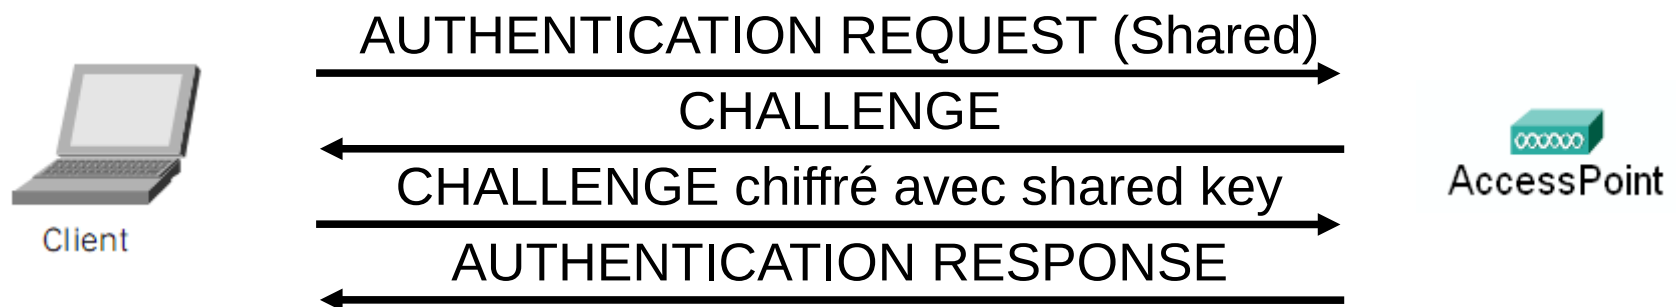 AUTHENTICATION REQUEST (Shared)
CHALLENGE
CHALLENGE chiffré avec shared key
AUTHENTICATION RESPONSE
Client
AccessPoint